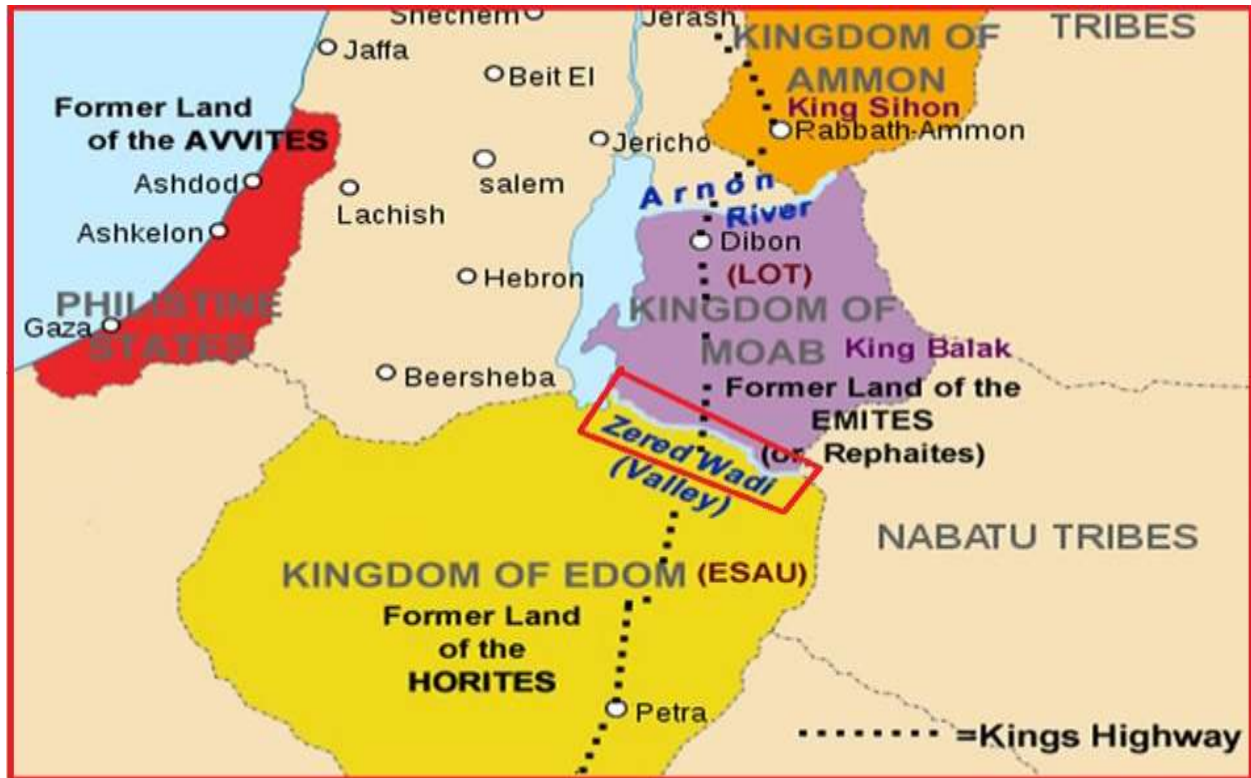 Shechem
Jerash
TRIBES
Jaffa
KINGDOM OF
AMMON
Beit El
King Sihon
Former Land
of the AVVITES
Rabbath-Ammon
Jericho
Ashdod
salem
Lachish
Arnon
River
Ashkelon
Dibon
Hebron
(LOT)
PHILISTINE
STATES
KINGDOM OF
MOAB
King Balak
Gaza
Beersheba
Former Land of the
EMITES
(or Rephaites)
Zered Wadi
(Valley)
NABATU TRIBES
KINGDOM OF EDOM (ESAU)
Former Land
of the
HORITES
Petra
=Kings Highway